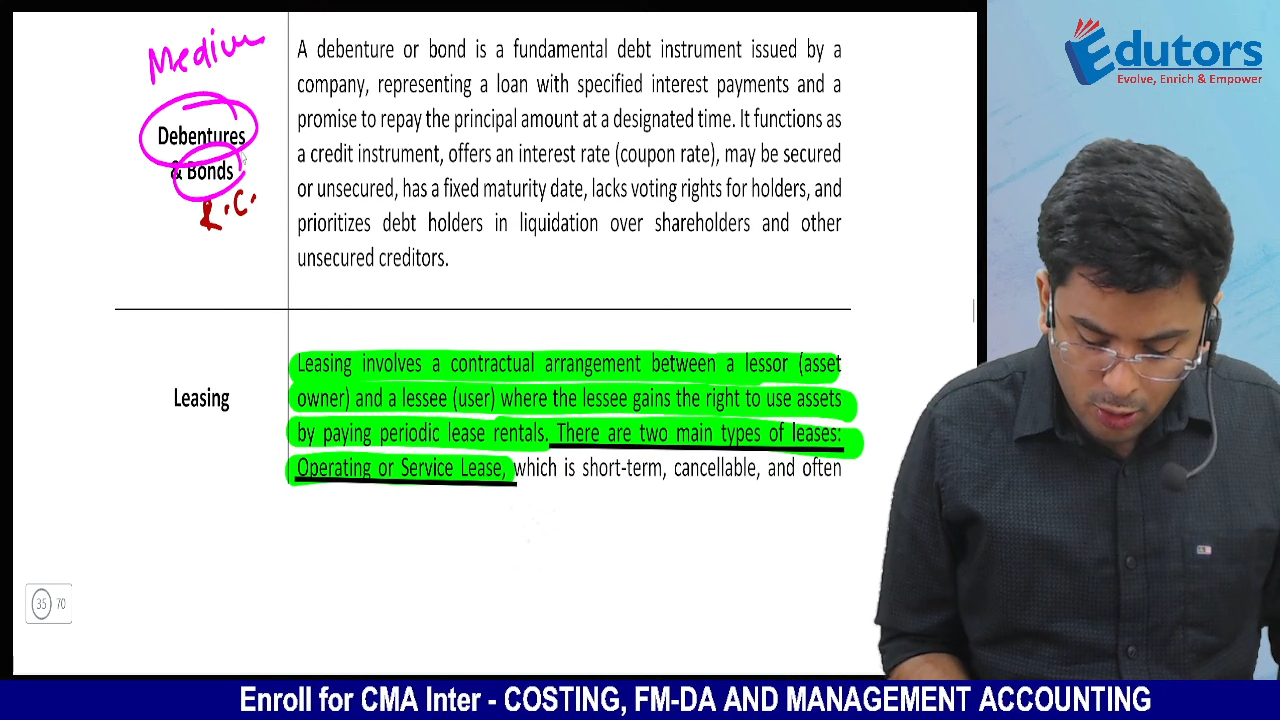 Medium
Debentures
& Bonds
L.C.
A debenture or bond is a fundamental debt instrument issued by a
company, representing a loan with specified interest payments and a
promise to repay the principal amount at a designated time. It functions as
a credit instrument, offers an interest rate (coupon rate), may be secured
or unsecured, has a fixed maturity date, lacks voting rights for holders, and
prioritizes debt holders in liquidation over shareholders and other
unsecured creditors.
Leasing
Leasing involves a contractual arrangement between a lessor (asset
owner) and a lessee (user) where the lessee gains the right to use assets
by paying periodic lease rentals. There are two main types of leases:
Operating or Service Lease, which is short-term, cancellable, and often
35 70
Edutors
Evolve, Enrich & Empower
Enroll for CMA Inter - COSTING, FM-DA AND MANAGEMENT ACCOUNTING